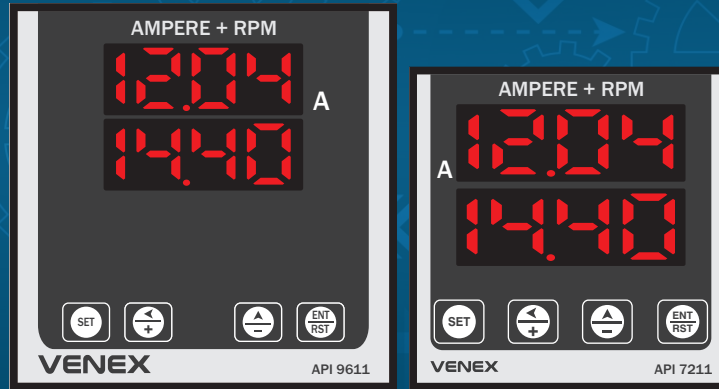 AMPERE + RPM
12.04
A
14.40
SET
+
−
ENT
RST
VENEX
API 9611
AMPERE + RPM
12.04
A
14.40
SET
+
−
ENT
RST
VENEX
API 7211